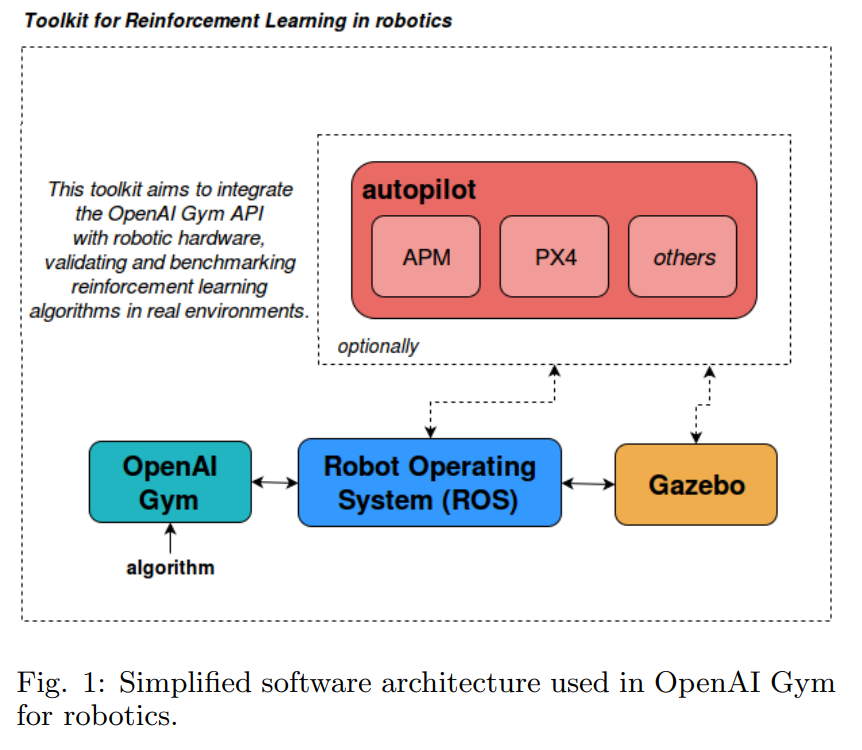 Toolkit for Reinforcement Learning in robotics
This toolkit aims to integrate
the OpenAI Gym API
with robotic hardware,
validating and benchmarking
reinforcement learning
algorithms in real environments.
autopilot
APM
PX4
others
optionally
OpenAI
Gym
Robot Operating
System (ROS)
Gazebo
algorithm
Fig. 1: Simplified software architecture used in OpenAI Gym
for robotics.